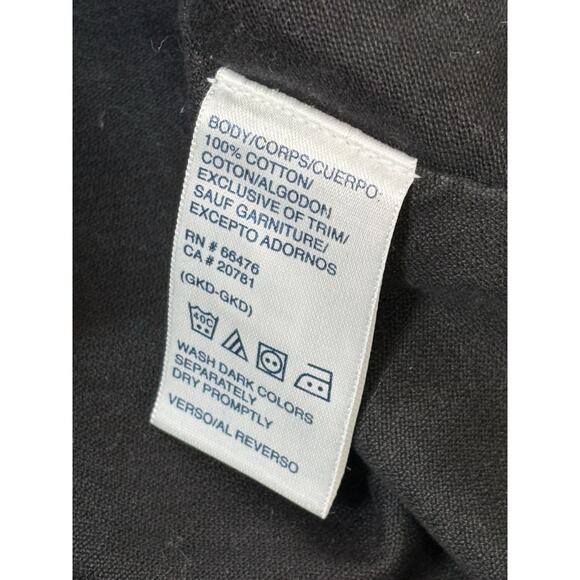 BODY/CORPS/CUERPO:
100% COTTON/
COTON/ALGODON
EXCLUSIVE OF TRIM/
SAUF GARNITURE/
EXCEPTO ADORNOS
RN # 66476
CA # 20781
(GKD-GKD)
40C
WASH DARK COLORS
SEPARATELY
DRY PROMPTLY
VERSO/AL REVERSO